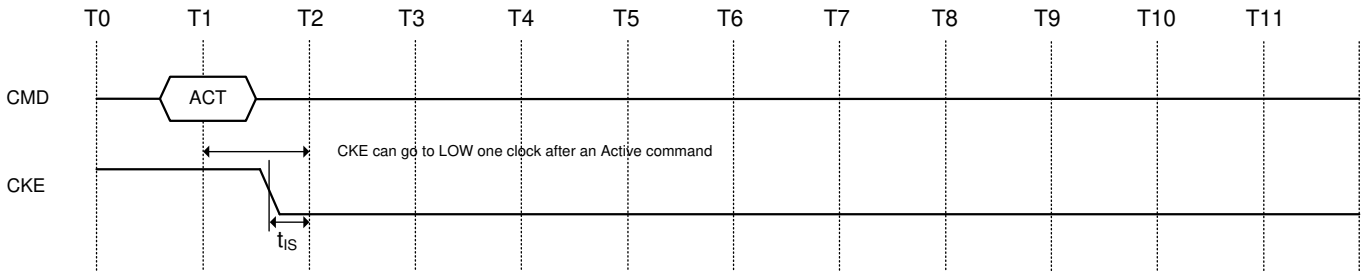 T0 T1 T2 T3 T4 T5 T6 T7 T8 T9 T10 T11
CMD ACT
CKE can go to LOW one clock after an Active command
CKE
tIS